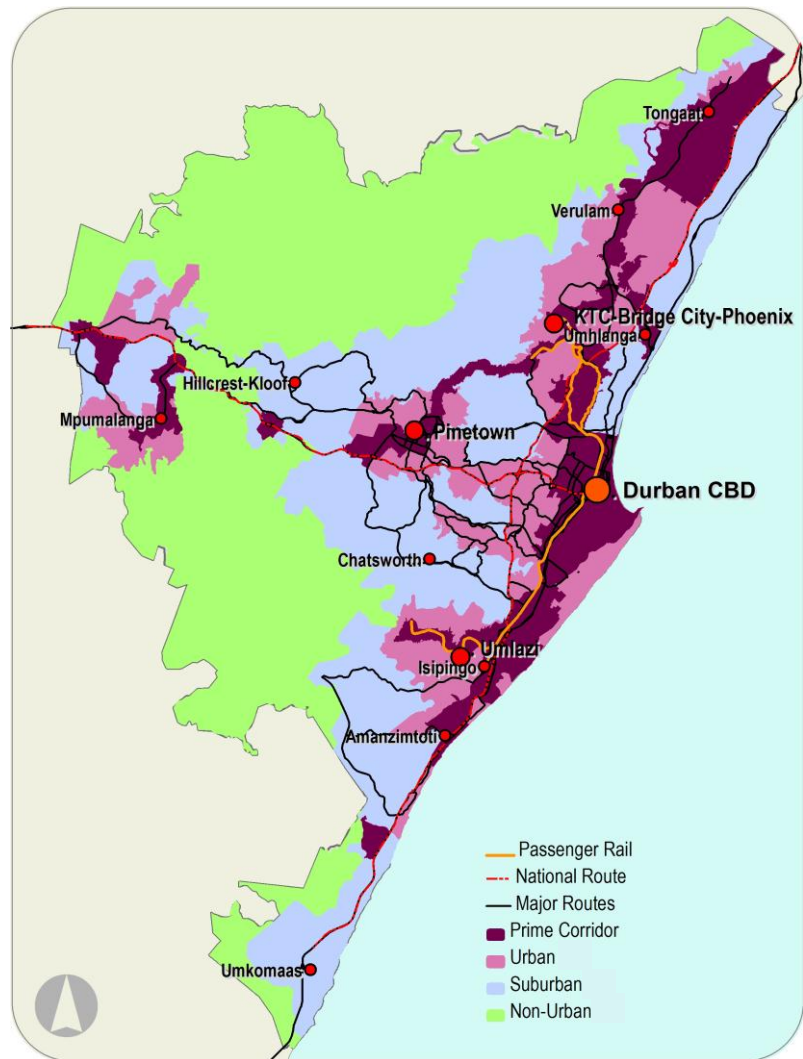 Tongaat
Verulam
KTC-Bridge City-Phoenix
Umhlanga
Hillcrest-Kloof
Mpumalanga
Pinetown
Durban CBD
Chatsworth
Umlazi
Isipingo
Amanzimtoti
Umkomaas
Passenger Rail
National Route
Major Routes
Prime Corridor
Urban
Suburban
Non-Urban